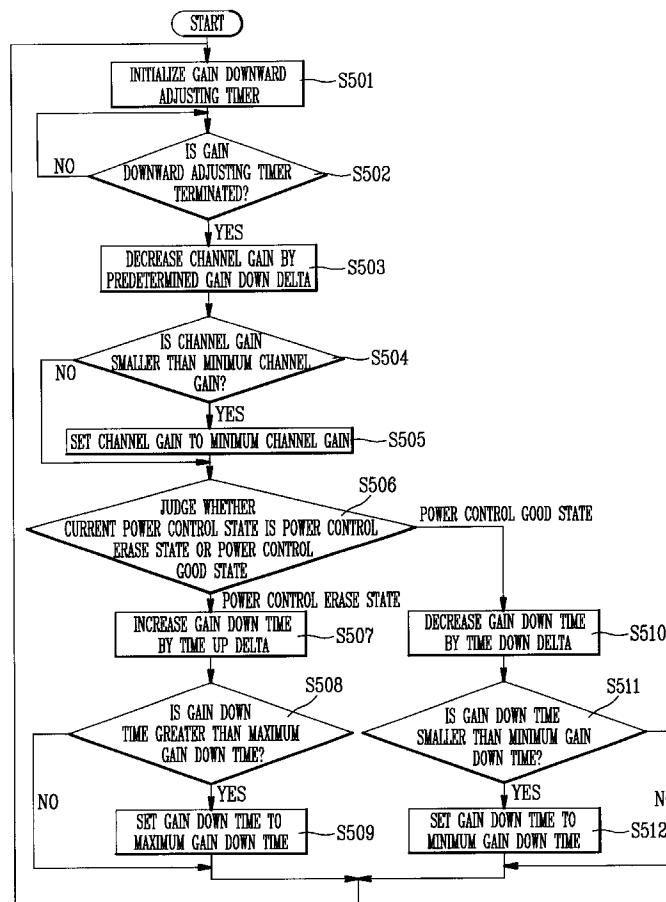 START
INITIALIZE GAIN DOWNWARD
ADJUSTING TIMER
S501
IS GAIN
DOWNWARD ADJUSTING TIMER
TERMINATED?
S502
NO
YES
DECREASE CHANNEL GAIN BY
PREDETERMINED GAIN DOWN DELTA
S503
IS CHANNEL GAIN
SMALLER THAN MINIMUM CHANNEL
GAIN?
S504
NO
YES
SET CHANNEL GAIN TO MINIMUM CHANNEL GAIN
S505
S506
JUDGE WHETHER
CURRENT POWER CONTROL STATE IS POWER CONTROL
ERASE STATE OR POWER CONTROL
GOOD STATE
POWER CONTROL GOOD STATE
POWER CONTROL ERASE STATE
INCREASE GAIN DOWN TIME
BY TIME UP DELTA
S507
DECREASE GAIN DOWN TIME
BY TIME DOWN DELTA
S510
S508
IS GAIN DOWN
TIME GREATER THAN MAXIMUM
GAIN DOWN TIME?
S511
IS GAIN DOWN TIME
SMALLER THAN MINIMUM GAIN
DOWN TIME?
NO
YES
YES
SET GAIN DOWN TIME TO
MAXIMUM GAIN DOWN TIME
S509
SET GAIN DOWN TIME TO
MINIMUM GAIN DOWN TIME
S512